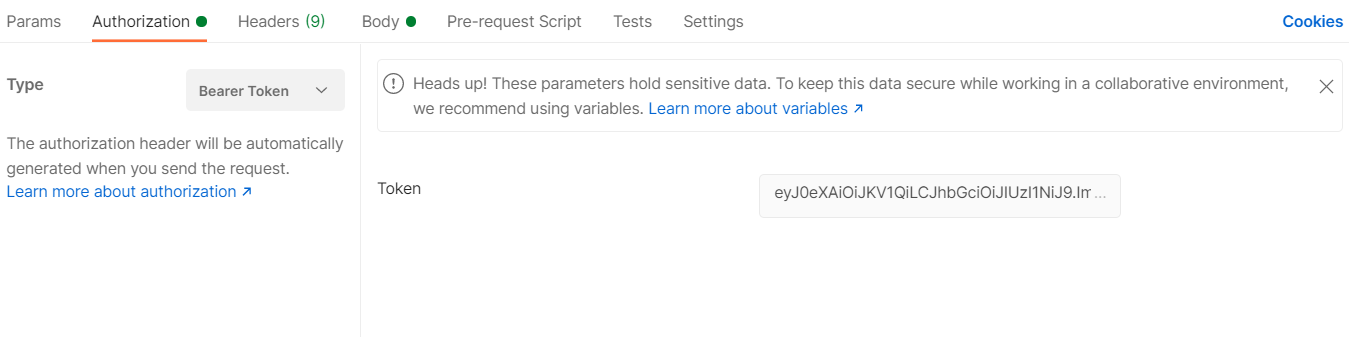 Params Authorization Headers (9) Body Pre-request Script Tests Settings Cookies
Type
Bearer Token
The authorization header will be automatically
generated when you send the request.
Learn more about authorization ↗
Heads up! These parameters hold sensitive data. To keep this data secure while working in a collaborative environment,
we recommend using variables. Learn more about variables ↗
Token
eyJ0eXAiOiJKV1QiLCJhbGciOiJIUzI1NiJ9.Im...